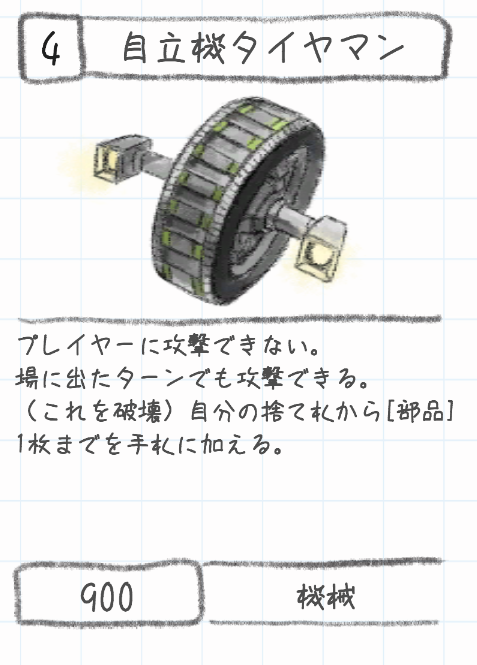 4
自立機タイヤマン
プレイヤーに攻撃できない。
場に出たターンでも攻撃できる。
（これを破壊）自分の捨て札から[部品]
1枚までを手札に加える。
900
機械